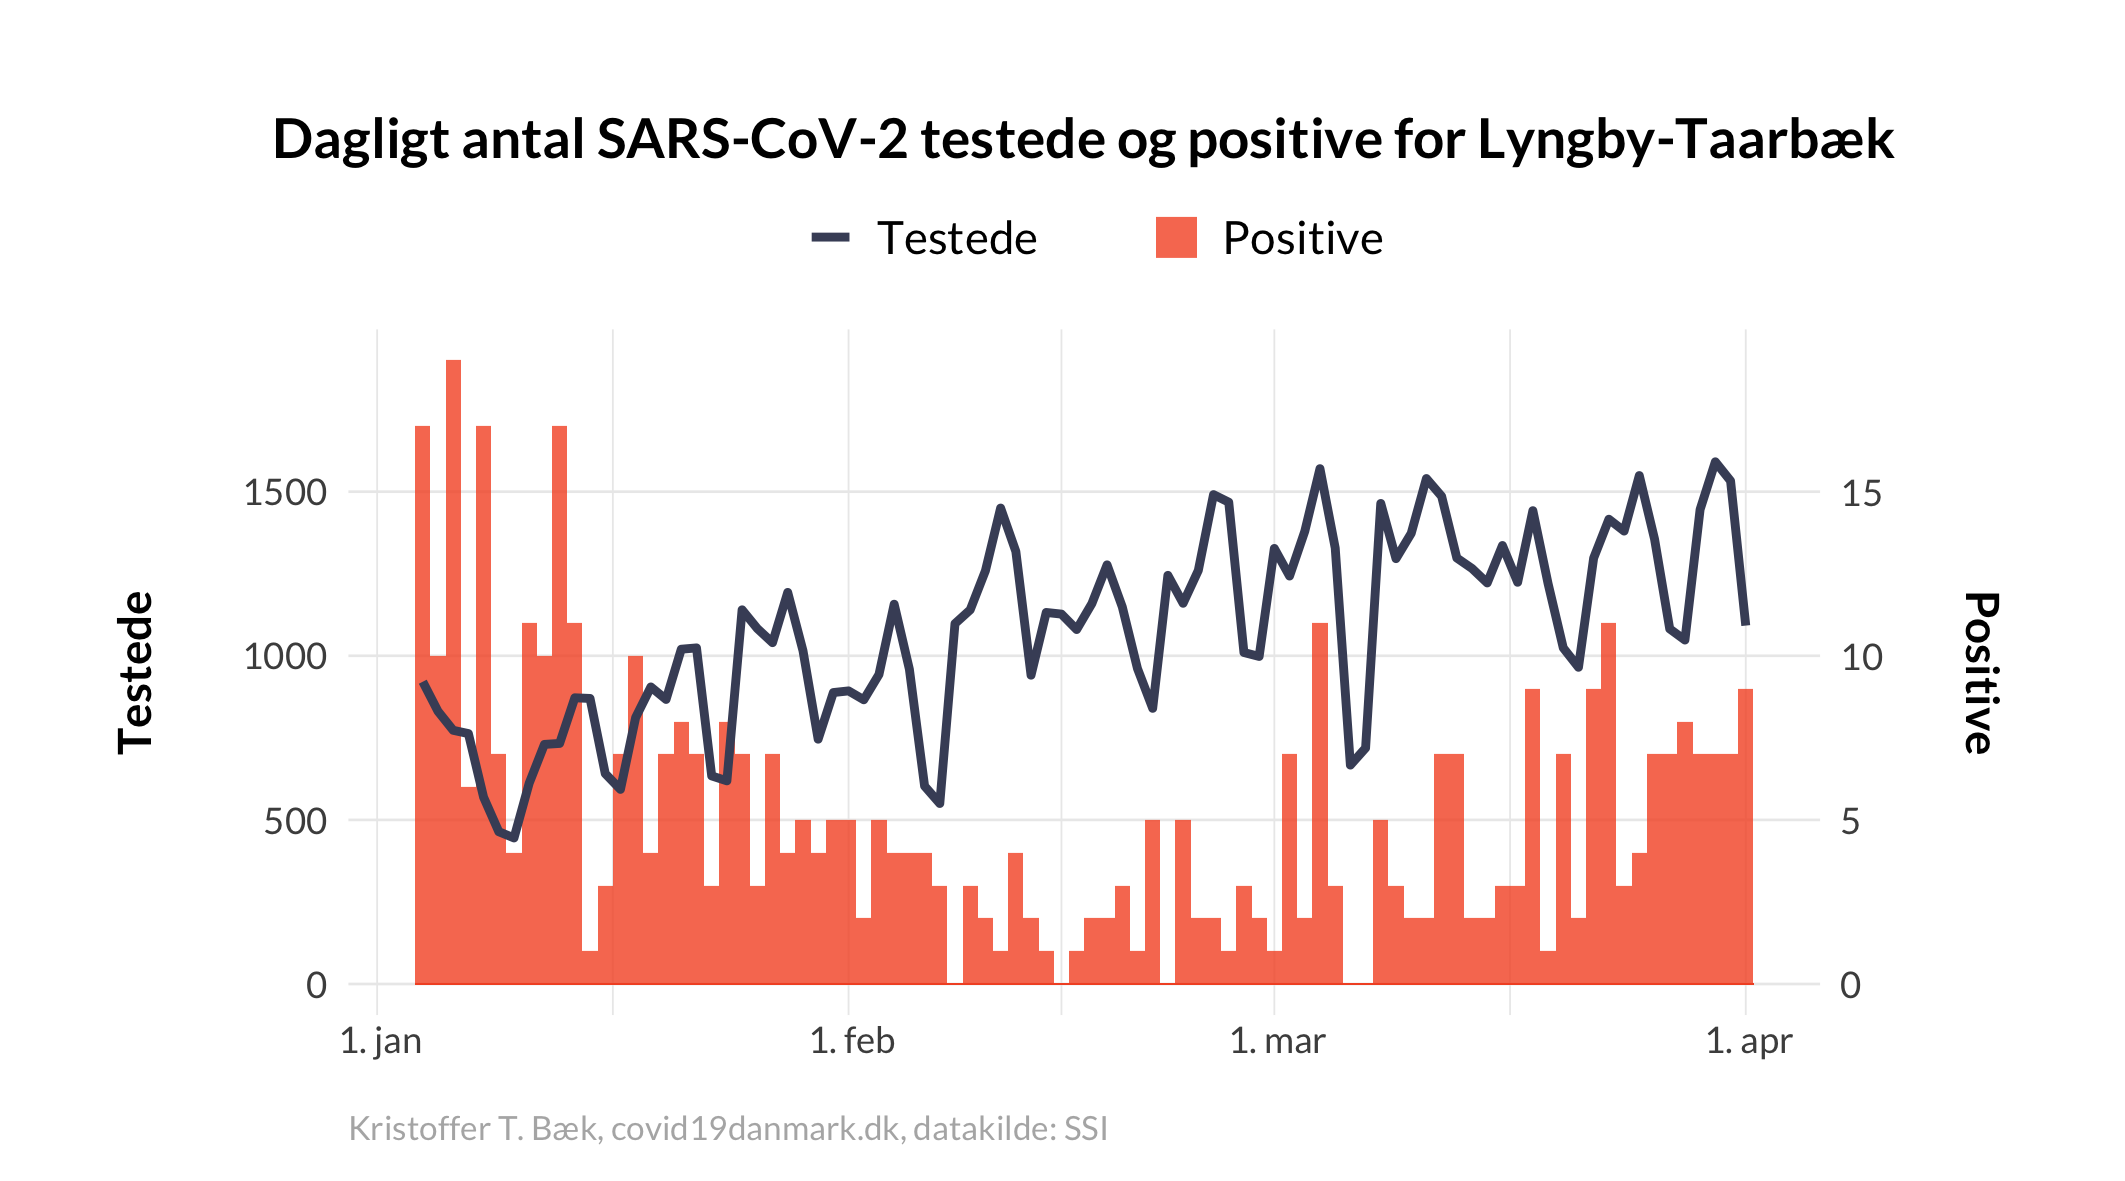 Dagligt antal SARS-CoV-2 testede og positive for Lyngby-Taarbæk
Testede
Positive
1500
1000
500
0
Testede
15
10
5
0
Positive
1. jan
1. feb
1. mar
1. apr
Kristoffer T. Bæk, covid19danmark.dk, datakilde: SSI